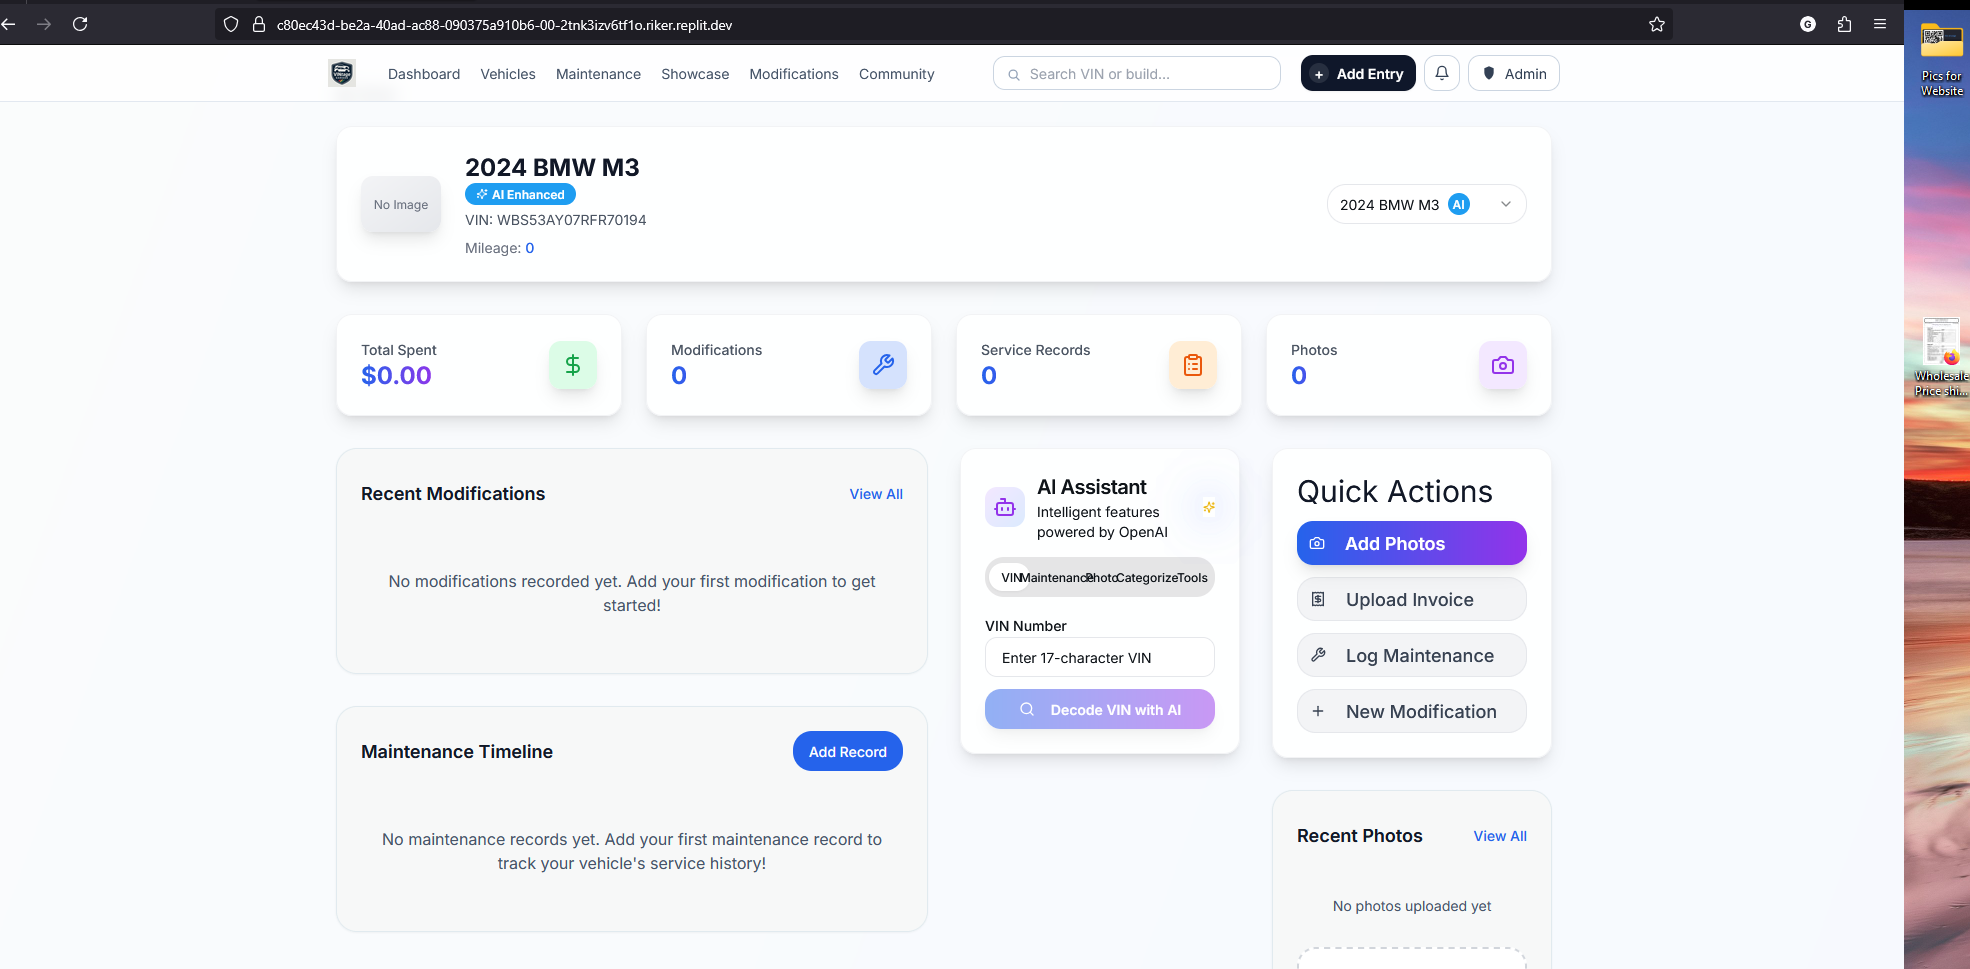 c80ec43d-be2a-40ad-ac88-090375a910b6-00-2tnk3izv6tf1o.riker.replit.dev
G
Pics for
Website
Dashboard
Vehicles
Maintenance
Showcase
Modifications
Community
Search VIN or build...
+ Add Entry
Admin
2024 BMW M3
AI Enhanced
No Image
VIN: WBS53AY07RFR70194
Mileage: 0
2024 BMW M3 AI
Wholesale
Price shi...
Total Spent
$0.00
$
Modifications
0
Service Records
0
Photos
0
Recent Modifications
View All
No modifications recorded yet. Add your first modification to get
started!
Maintenance Timeline
Add Record
No maintenance records yet. Add your first maintenance record to
track your vehicle's service history!
AI Assistant
Intelligent features
powered by OpenAI
VIN
Maintenance
Photo
Categorize
Tools
VIN Number
Enter 17-character VIN
Decode VIN with AI
Quick Actions
Add Photos
Upload Invoice
Log Maintenance
+ New Modification
Recent Photos
View All
No photos uploaded yet